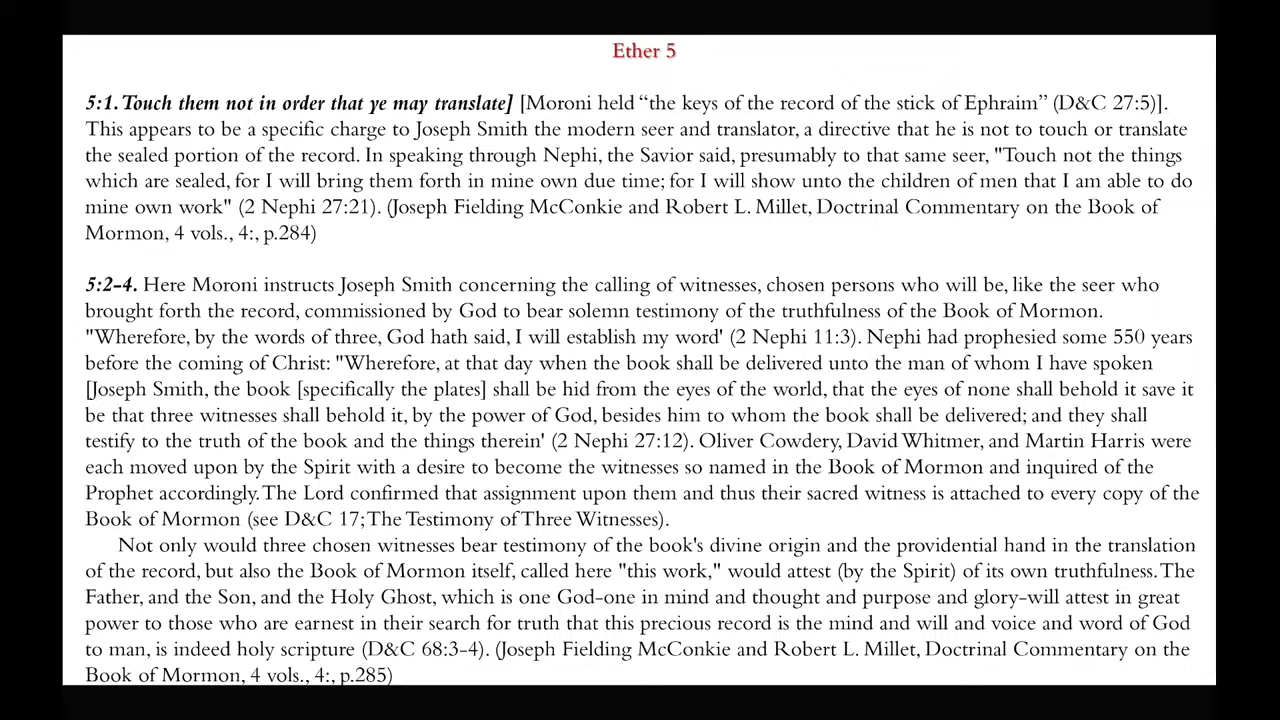 Ether 5
5:1. Touch them not in order that ye may translate] [Moroni held “the keys of the record of the stick of Ephraim” (D&C 27:5)].
This appears to be a specific charge to Joseph Smith the modern seer and translator, a directive that he is not to touch or translate
the sealed portion of the record. In speaking through Nephi, the Savior said, presumably to that same seer, "Touch not the things
which are sealed, for I will bring them forth in mine own due time; for I will show unto the children of men that I am able to do
mine own work" (2 Nephi 27:21). (Joseph Fielding McConkie and Robert L. Millet, Doctrinal Commentary on the Book of
Mormon, 4 vols., 4:, p.284)
5:2-4. Here Moroni instructs Joseph Smith concerning the calling of witnesses, chosen persons who will be, like the seer who
brought forth the record, commissioned by God to bear solemn testimony of the truthfulness of the Book of Mormon.
"Wherefore, by the words of three, God hath said, I will establish my word' (2 Nephi 11:3). Nephi had prophesied some 550 years
before the coming of Christ: "Wherefore, at that day when the book shall be delivered unto the man of whom I have spoken
[Joseph Smith, the book [specifically the plates] shall be hid from the eyes of the world, that the eyes of none shall behold it save it
be that three witnesses shall behold it, by the power of God, besides him to whom the book shall be delivered; and they shall
testify to the truth of the book and the things therein' (2 Nephi 27:12). Oliver Cowdery, David Whitmer, and Martin Harris were
each moved upon by the Spirit with a desire to become the witnesses so named in the Book of Mormon and inquired of the
Prophet accordingly. The Lord confirmed that assignment upon them and thus their sacred witness is attached to every copy of the
Book of Mormon (see D&C 17; The Testimony of Three Witnesses).
Not only would three chosen witnesses bear testimony of the book's divine origin and the providential hand in the translation
of the record, but also the Book of Mormon itself, called here "this work," would attest (by the Spirit) of its own truthfulness. The
Father, and the Son, and the Holy Ghost, which is one God-one in mind and thought and purpose and glory-will attest in great
power to those who are earnest in their search for truth that this precious record is the mind and will and voice and word of God
to man, is indeed holy scripture (D&C 68:3-4). (Joseph Fielding McConkie and Robert L. Millet, Doctrinal Commentary on the
Book of Mormon, 4 vols., 4:, p.285)